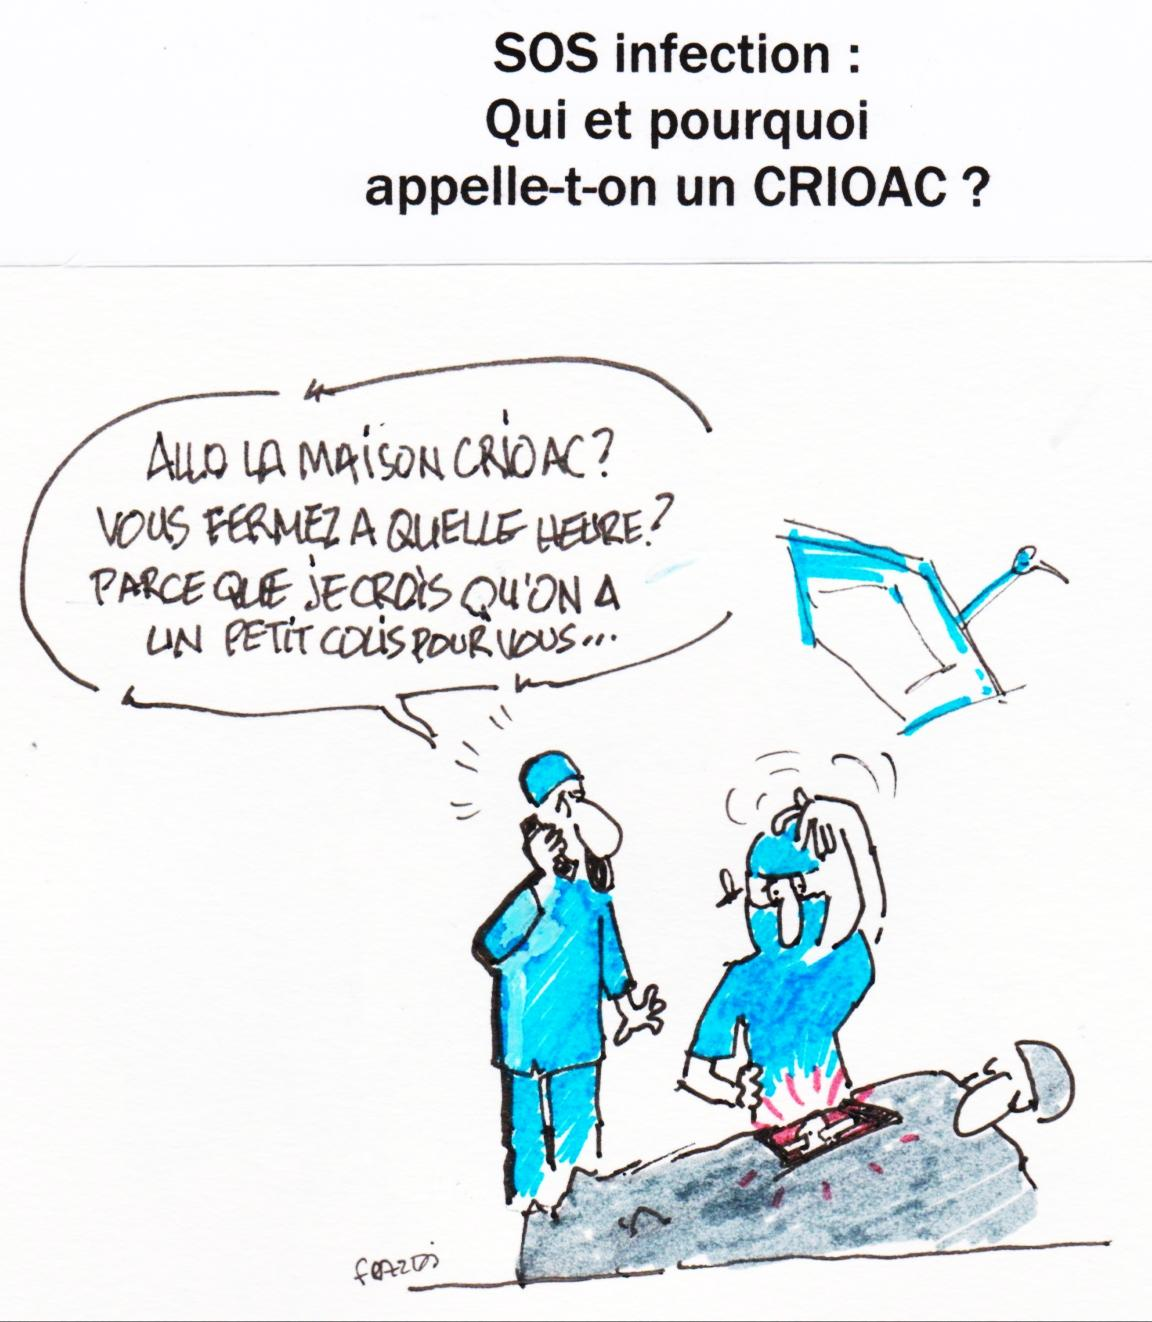 SOS infection :
Qui et pourquoi
appelle-t-on un CRIOAC ?
ALLO LA MAISON CRIOAC ?
VOUS FERMEZ A QUELLE HEURE ?
PARCE QUE JE CROIS QU'ON A
UN PETIT COLIS POUR VOUS...